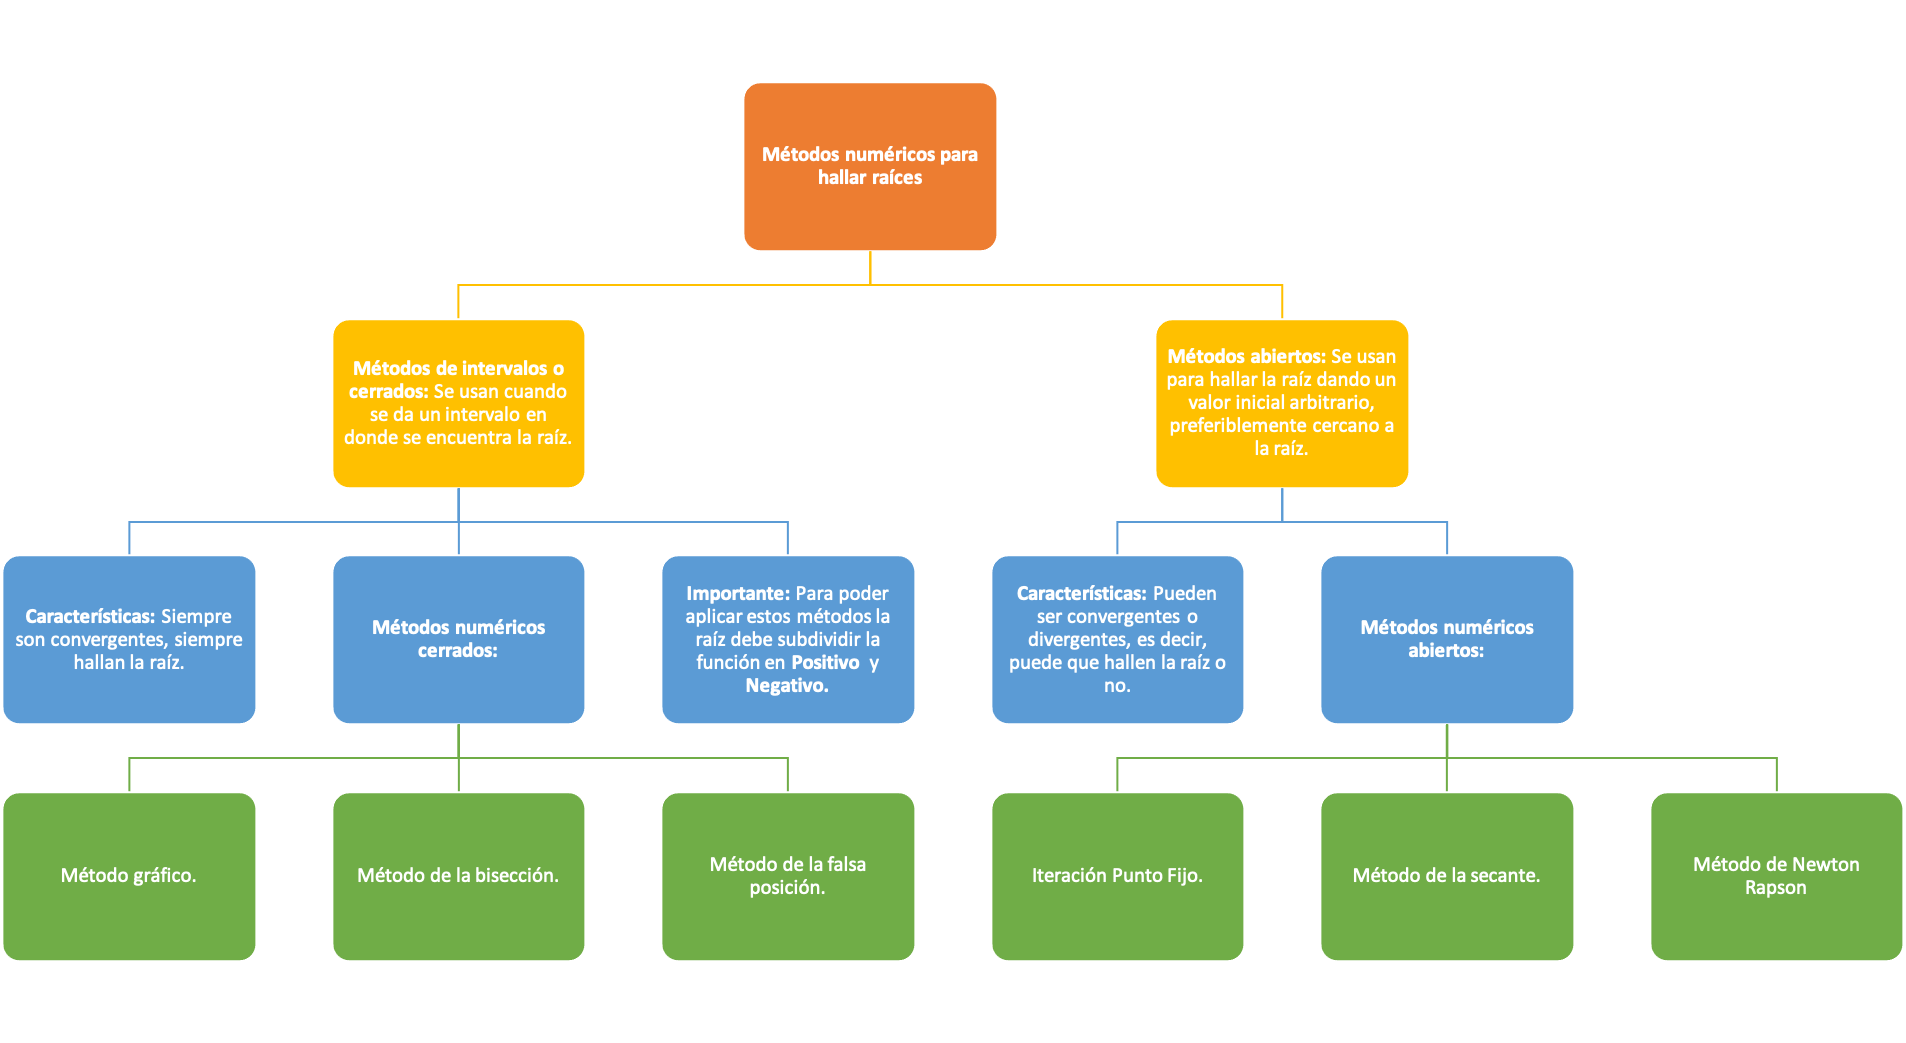 Métodos numéricos para
hallar raíces
Métodos de intervalos o
cerrados: Se usan cuando
se da un intervalo en
donde se encuentra la raíz.
Métodos abiertos: Se usan
para hallar la raíz dando un
valor inicial arbitrario,
preferiblemente cercano a
la raíz.
Características: Siempre
son convergentes, siempre
hallan la raíz.
Métodos numéricos
cerrados:
Importante: Para poder
aplicar estos métodos la
raíz debe subdividir la
función en Positivo y
Negativo.
Características: Pueden
ser convergentes o
divergentes, es decir,
puede que hallen la raíz o
no.
Métodos numéricos
abiertos:
Método gráfico.
Método de la bisección.
Método de la falsa
posición.
Iteración Punto Fijo.
Método de la secante.
Método de Newton
Rapson